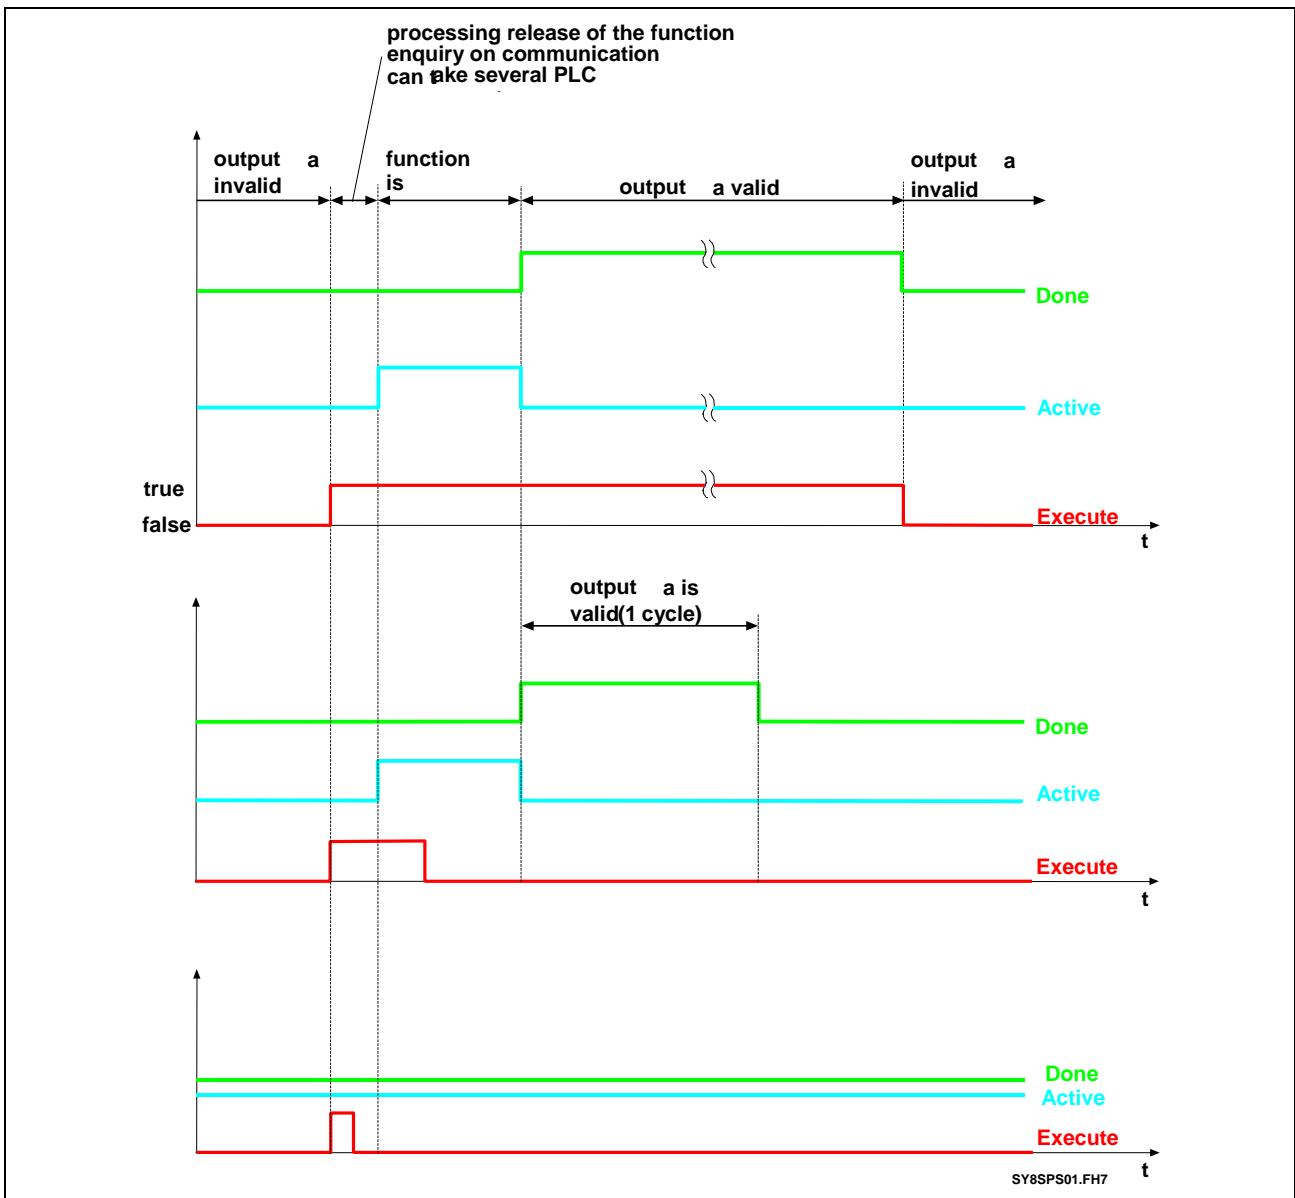 processing release of the function
enquiry on communication
can take several PLC
output a
invalid
function
is
output a valid
output a
invalid
Done
Active
true
false
Execute
t
output a is
valid(1 cycle)
Done
Active
Execute
t
Done
Active
Execute
t
SY8SPS01.FH7